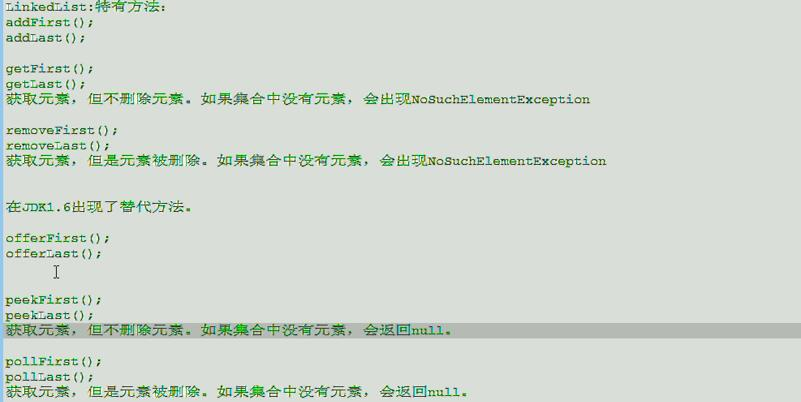 LinkedList:特有方法：
addFirst();
addLast();
getFirst();
getLast();
获取元素，但不删除元素。如果集合中没有元素，会出现NoSuchElementException
removeFirst();
removeLast();
获取元素，但是元素被删除。如果集合中没有元素，会出现NoSuchElementException
在JDK1.6出现了替代方法。
offerFirst();
offerLast();
peekFirst();
peekLast();
获取元素，但不删除元素。如果集合中没有元素，会返回null。
pollFirst();
pollLast();
获取元素，但是元素被删除。如果集合中没有元素，会返回null。